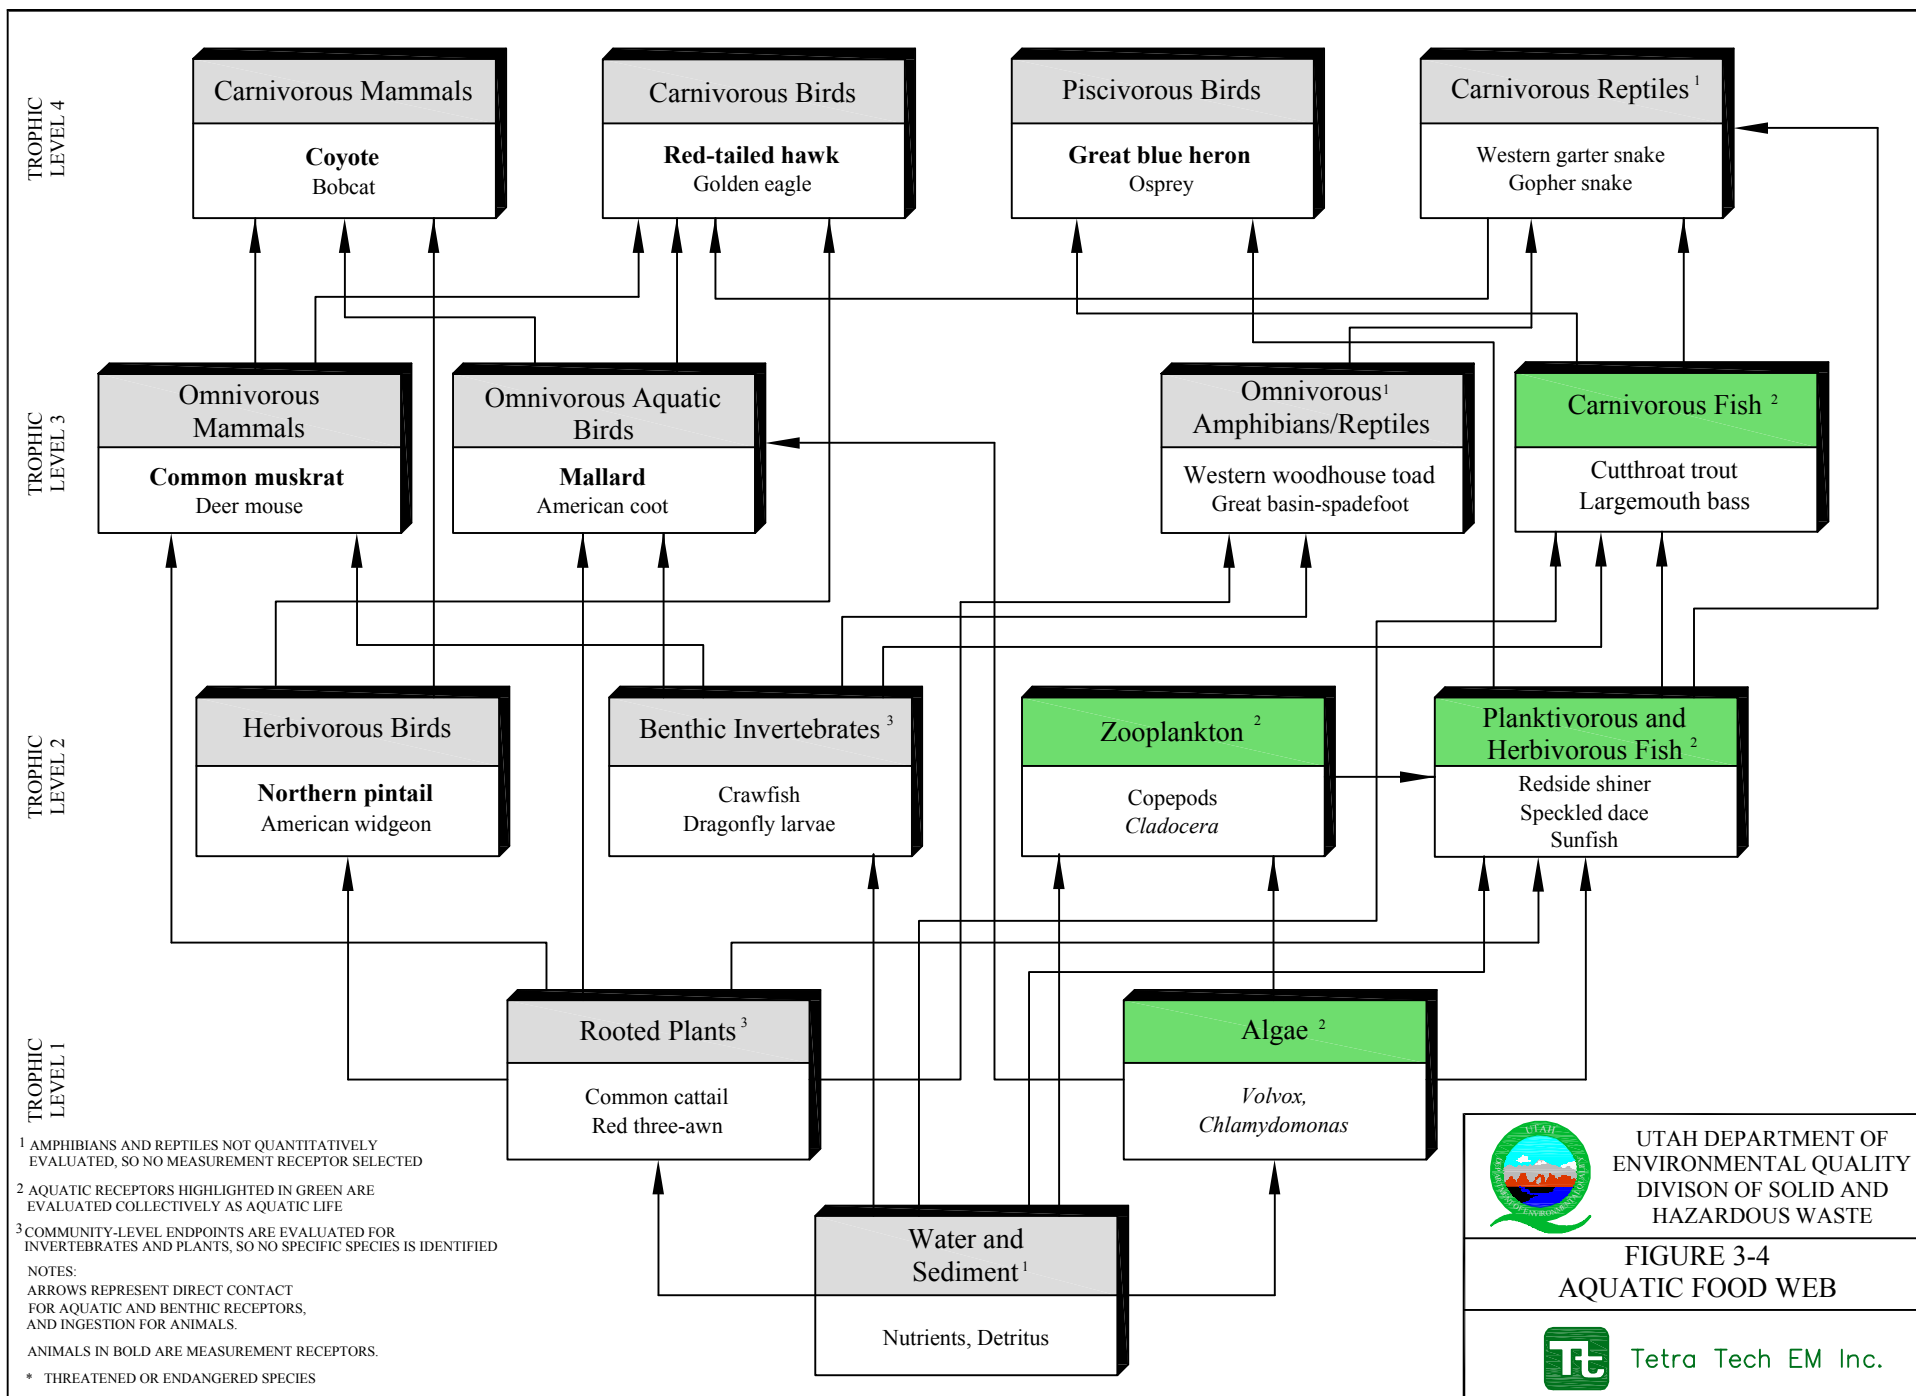 TROPHIC
LEVEL 4
Carnivorous Mammals
Coyote
Bobcat
Carnivorous Birds
Red-tailed hawk
Golden eagle
Piscivorous Birds
Great blue heron
Osprey
Carnivorous Reptiles 1
Western garter snake
Gopher snake
TROPHIC
LEVEL 3
Omnivorous
Mammals
Common muskrat
Deer mouse
Omnivorous Aquatic
Birds
Mallard
American coot
Omnivorous1
Amphibians/Reptiles
Western woodhouse toad
Great basin-spadefoot
Carnivorous Fish 2
Cutthroat trout
Largemouth bass
TROPHIC
LEVEL 2
Herbivorous Birds
Northern pintail
American widgeon
Benthic Invertebrates 3
Crawfish
Dragonfly larvae
Zooplankton 2
Copepods
Cladocera
Planktivorous and
Herbivorous Fish 2
Redside shiner
Speckled dace
Sunfish
TROPHIC
LEVEL 1
Rooted Plants 3
Common cattail
Red three-awn
Algae 2
Volvox,
Chlamydomonas
Water and
Sediment 1
Nutrients, Detritus
1 AMPHIBIANS AND REPTILES NOT QUANTITATIVELY
EVALUATED, SO NO MEASUREMENT RECEPTOR SELECTED
2 AQUATIC RECEPTORS HIGHLIGHTED IN GREEN ARE
EVALUATED COLLECTIVELY AS AQUATIC LIFE
3 COMMUNITY-LEVEL ENDPOINTS ARE EVALUATED FOR
INVERTEBRATES AND PLANTS, SO NO SPECIFIC SPECIES IS IDENTIFIED
NOTES:
ARROWS REPRESENT DIRECT CONTACT
FOR AQUATIC AND BENTHIC RECEPTORS,
AND INGESTION FOR ANIMALS.
ANIMALS IN BOLD ARE MEASUREMENT RECEPTORS.
* THREATENED OR ENDANGERED SPECIES
UTAH
UTAH DEPARTMENT OF
ENVIRONMENTAL QUALITY
DIVISON OF SOLID AND
HAZARDOUS WASTE
FIGURE 3-4
AQUATIC FOOD WEB
Tt
Tetra Tech EM Inc.